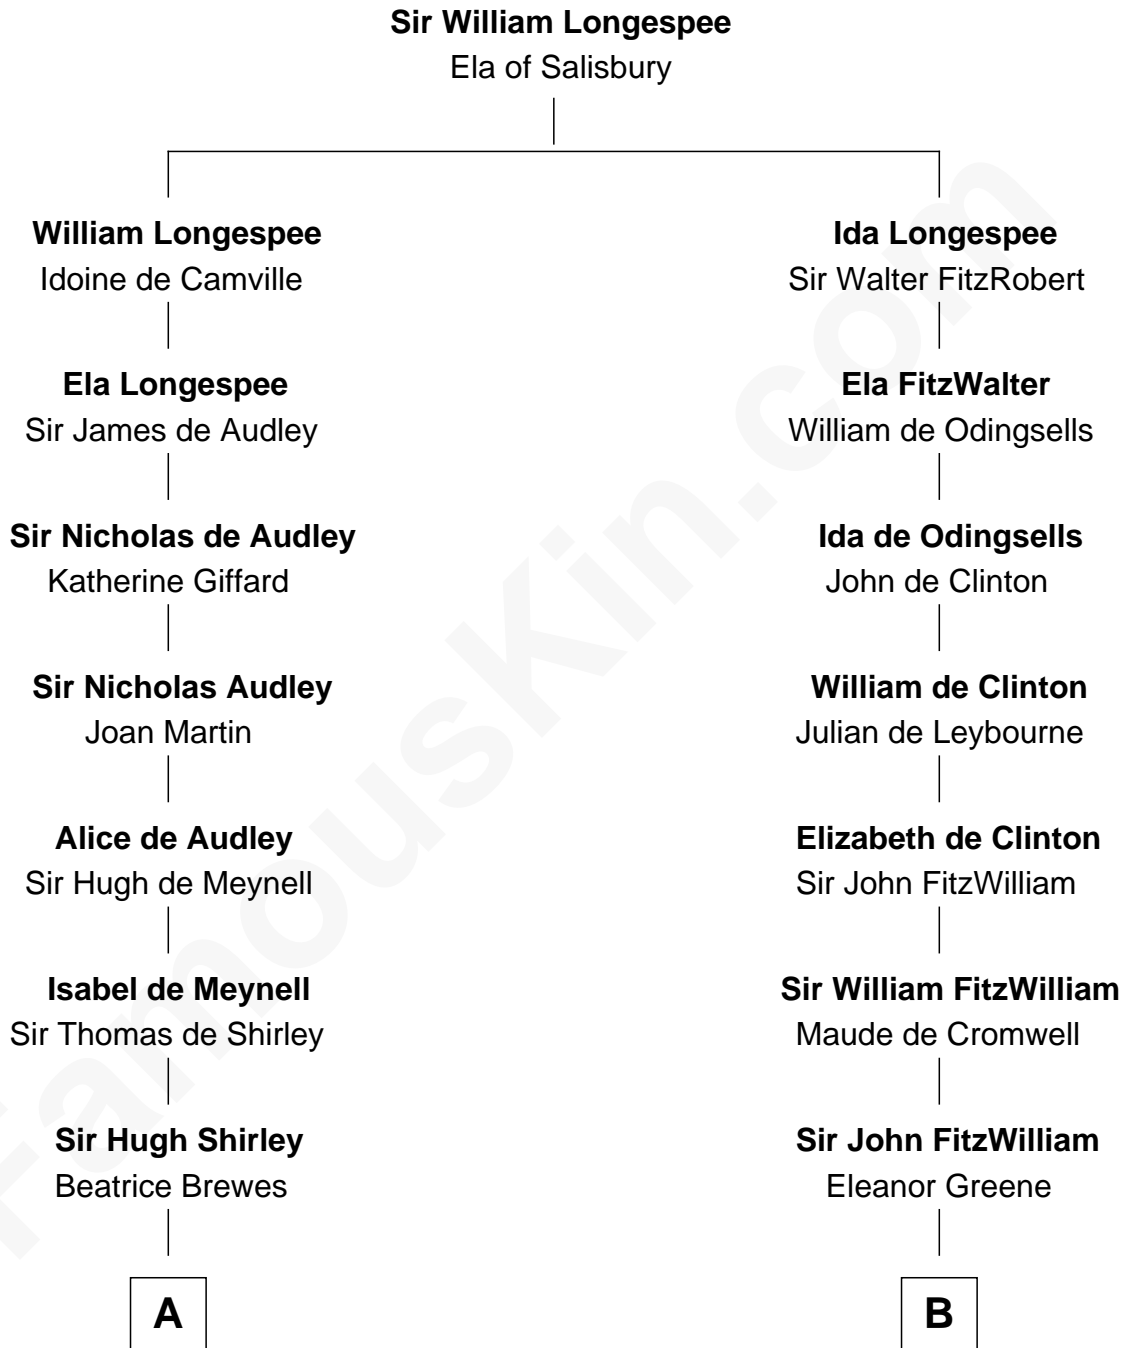 Sir William Longespee
Ela of Salisbury
William Longespee
Idoine de Camville
Ida Longespee
Sir Walter FitzRobert
Ela Longespee
Sir James de Audley
Ela FitzWalter
William de Odingsells
Sir Nicholas de Audley
Katherine Giffard
Ida de Odingsells
John de Clinton
Sir Nicholas Audley
Joan Martin
William de Clinton
Julian de Leybourne
Alice de Audley
Sir Hugh de Meynell
Elizabeth de Clinton
Sir John FitzWilliam
Isabel de Meynell
Sir Thomas de Shirley
Sir William FitzWilliam
Maude de Cromwell
Sir Hugh Shirley
Beatrice Brewes
Sir John FitzWilliam
Eleanor Greene
A
B
FamousKin.com